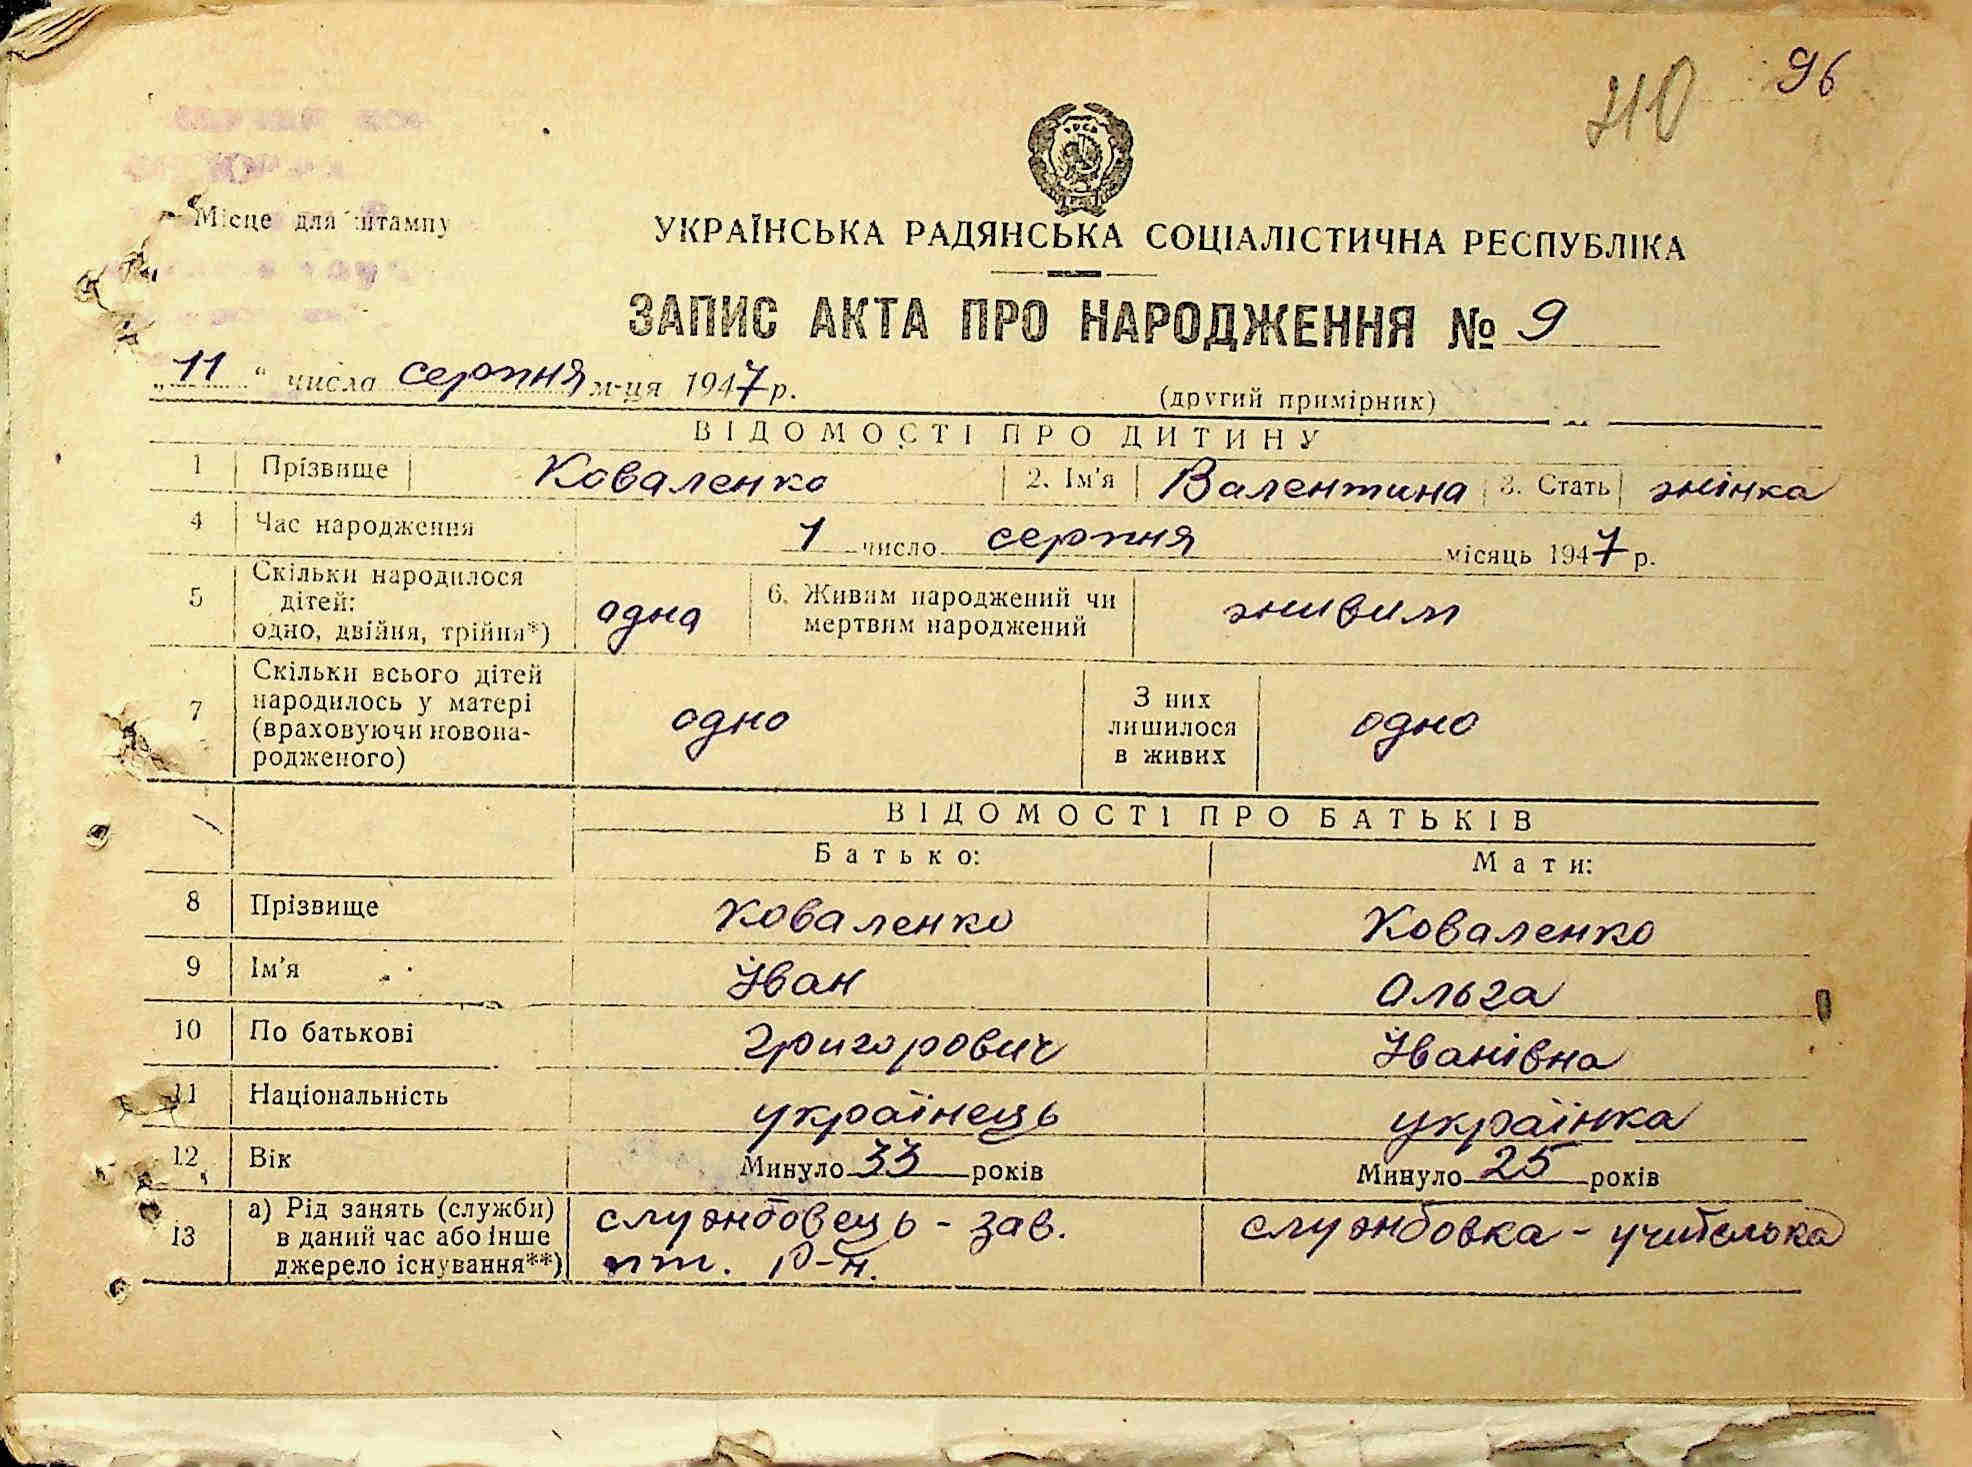 96
410
Місце для штампу
УКРАЇНСЬКА РАДЯНСЬКА СОЦІАЛІСТИЧНА РЕСПУБЛІКА
ЗАПИС АКТА ПРО НАРОДЖЕННЯ № 9
„11“ числа серпня м-ця 1947 р.
(другий примірник)
ВІДОМОСТІ ПРО ДИТИНУ
1 Прізвище Коваленко 2. Ім'я Валентина 3. Стать жінка
4 Час народження 1 число серпня місяць 1947 р.
5 Скільки народилося
дітей:
одно, двійня, трійня*) одна 6. Живим народжений чи
мертвим народжений живим
7 Скільки всього дітей
народилось у матері
(враховуючи новона-
родженого) одно З них
лишилося
в живих одно
ВІДОМОСТІ ПРО БАТЬКІВ
Батько: Мати:
8 Прізвище Коваленко Коваленко
9 Ім'я Іван Ольга
10 По батькові Григорович Іванівна
11 Національність українець українка
12 Вік Минуло 33 років Минуло 25 років
13 а) Рід занять (служби)
в даний час або інше
джерело існування**) службовець - зав.
пт. Р-н. службовка - учителька